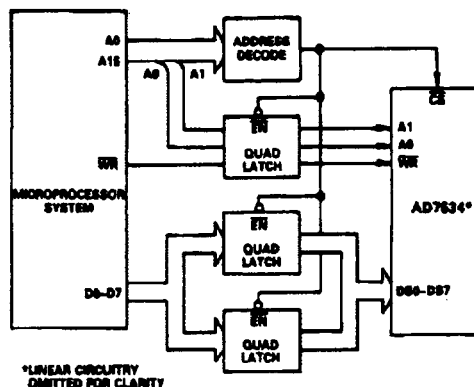 A0
A15
A0
A1
ADDRESS
DECODE
CS
EN
QUAD
LATCH
A1
A0
WR
WR
MICROPROCESSOR
SYSTEM
AD7534*
EN
QUAD
LATCH
D0–D7
DB0–DB7
EN
QUAD
LATCH
*LINEAR CIRCUITRY
OMITTED FOR CLARITY